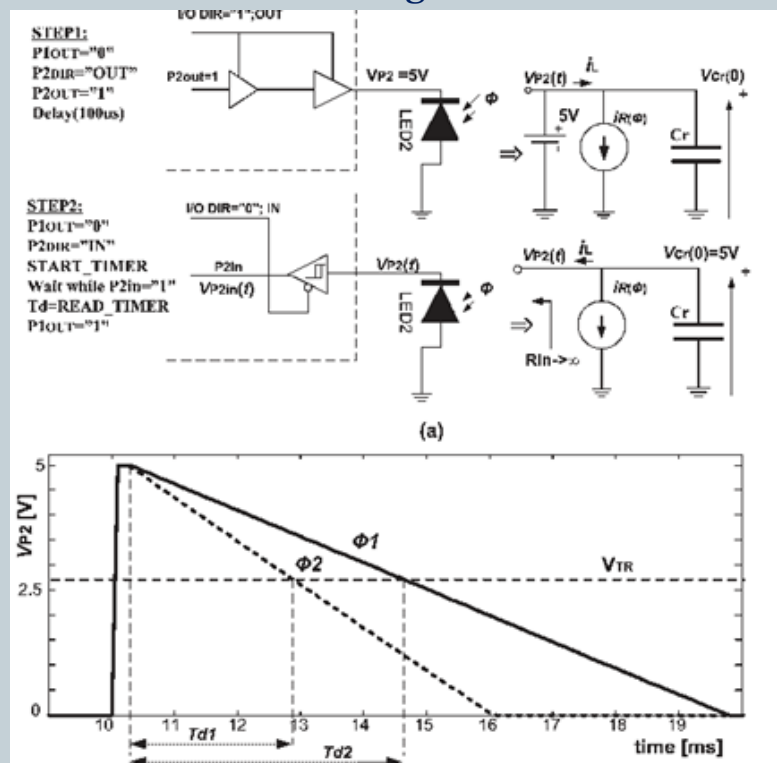 I/O DIR="1";OUT
STEP1:
P1OUT="0"
P2DIR="OUT"
P2OUT="1"
Delay(100us)
P2out=1
VP2 =5V
LED2
Φ
⇒
VP2(t)
iL
5V
+
iR(Φ)
Cr
VCr(0)
+
STEP2:
P1OUT="0"
P2DIR="IN"
START_TIMER
Wait while P2in="1"
Td=READ_TIMER
P1OUT="1"
I/O DIR="0"; IN
P2In
VP2in(t)
VP2(t)
LED2
Φ
⇒
VP2(t)
iL
RIn->∞
iR(Φ)
Cr
VCr(0)=5V
+
(a)
VP2 [V]
5
2.5
0
Φ1
Φ2
VTR
10 11 12 13 14 15 16 17 18 19
time [ms]
Td1
Td2